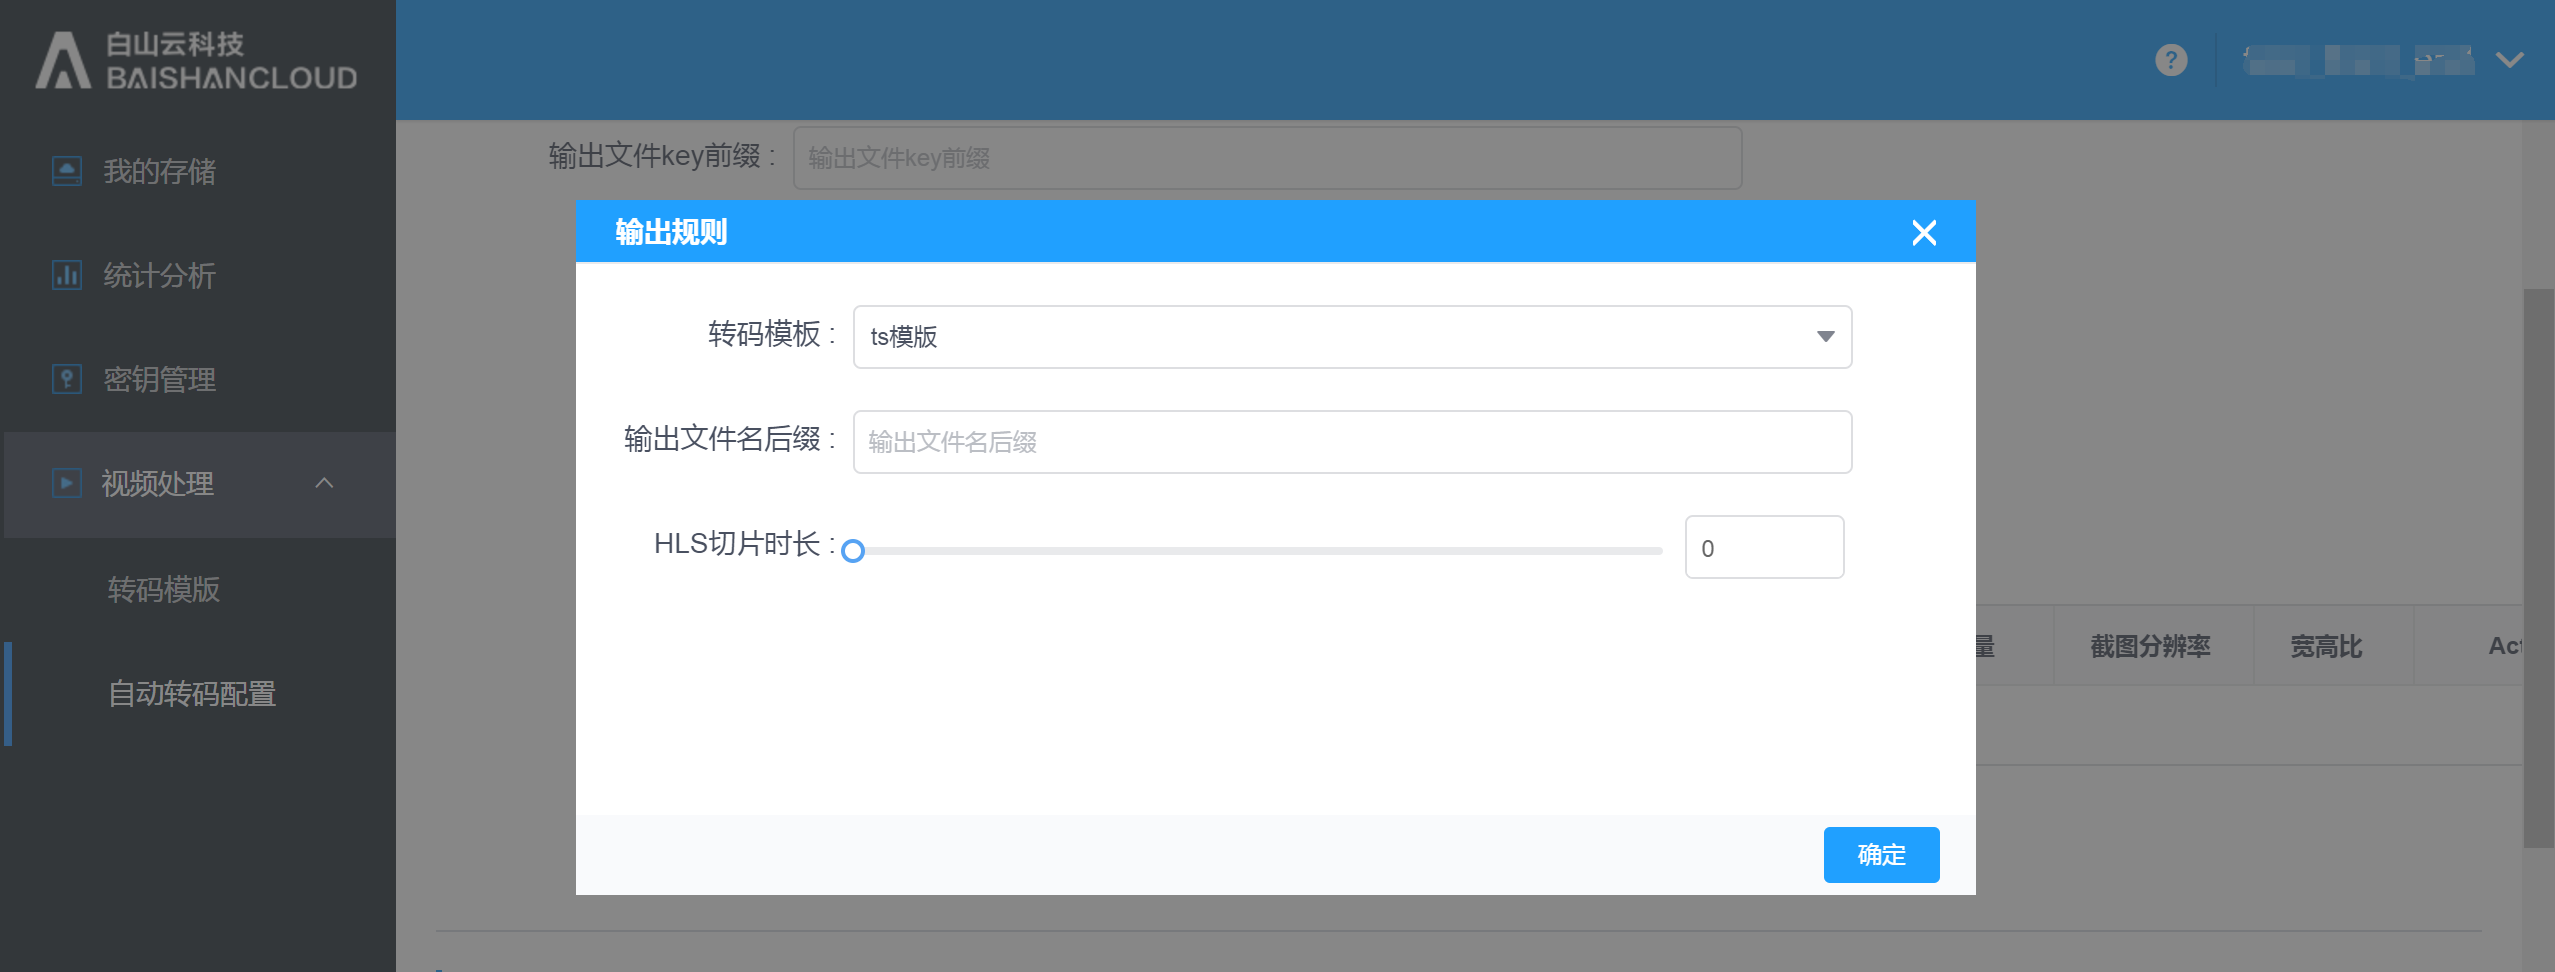 白山云科技
BAISHANCLOUD
?
我的存储
统计分析
密钥管理
视频处理
转码模版
自动转码配置
输出文件key前缀 : 输出文件key前缀
输出规则
转码模板 : ts模版
输出文件名后缀 : 输出文件名后缀
HLS切片时长 : 0
量 截图分辨率 宽高比 Act
确定